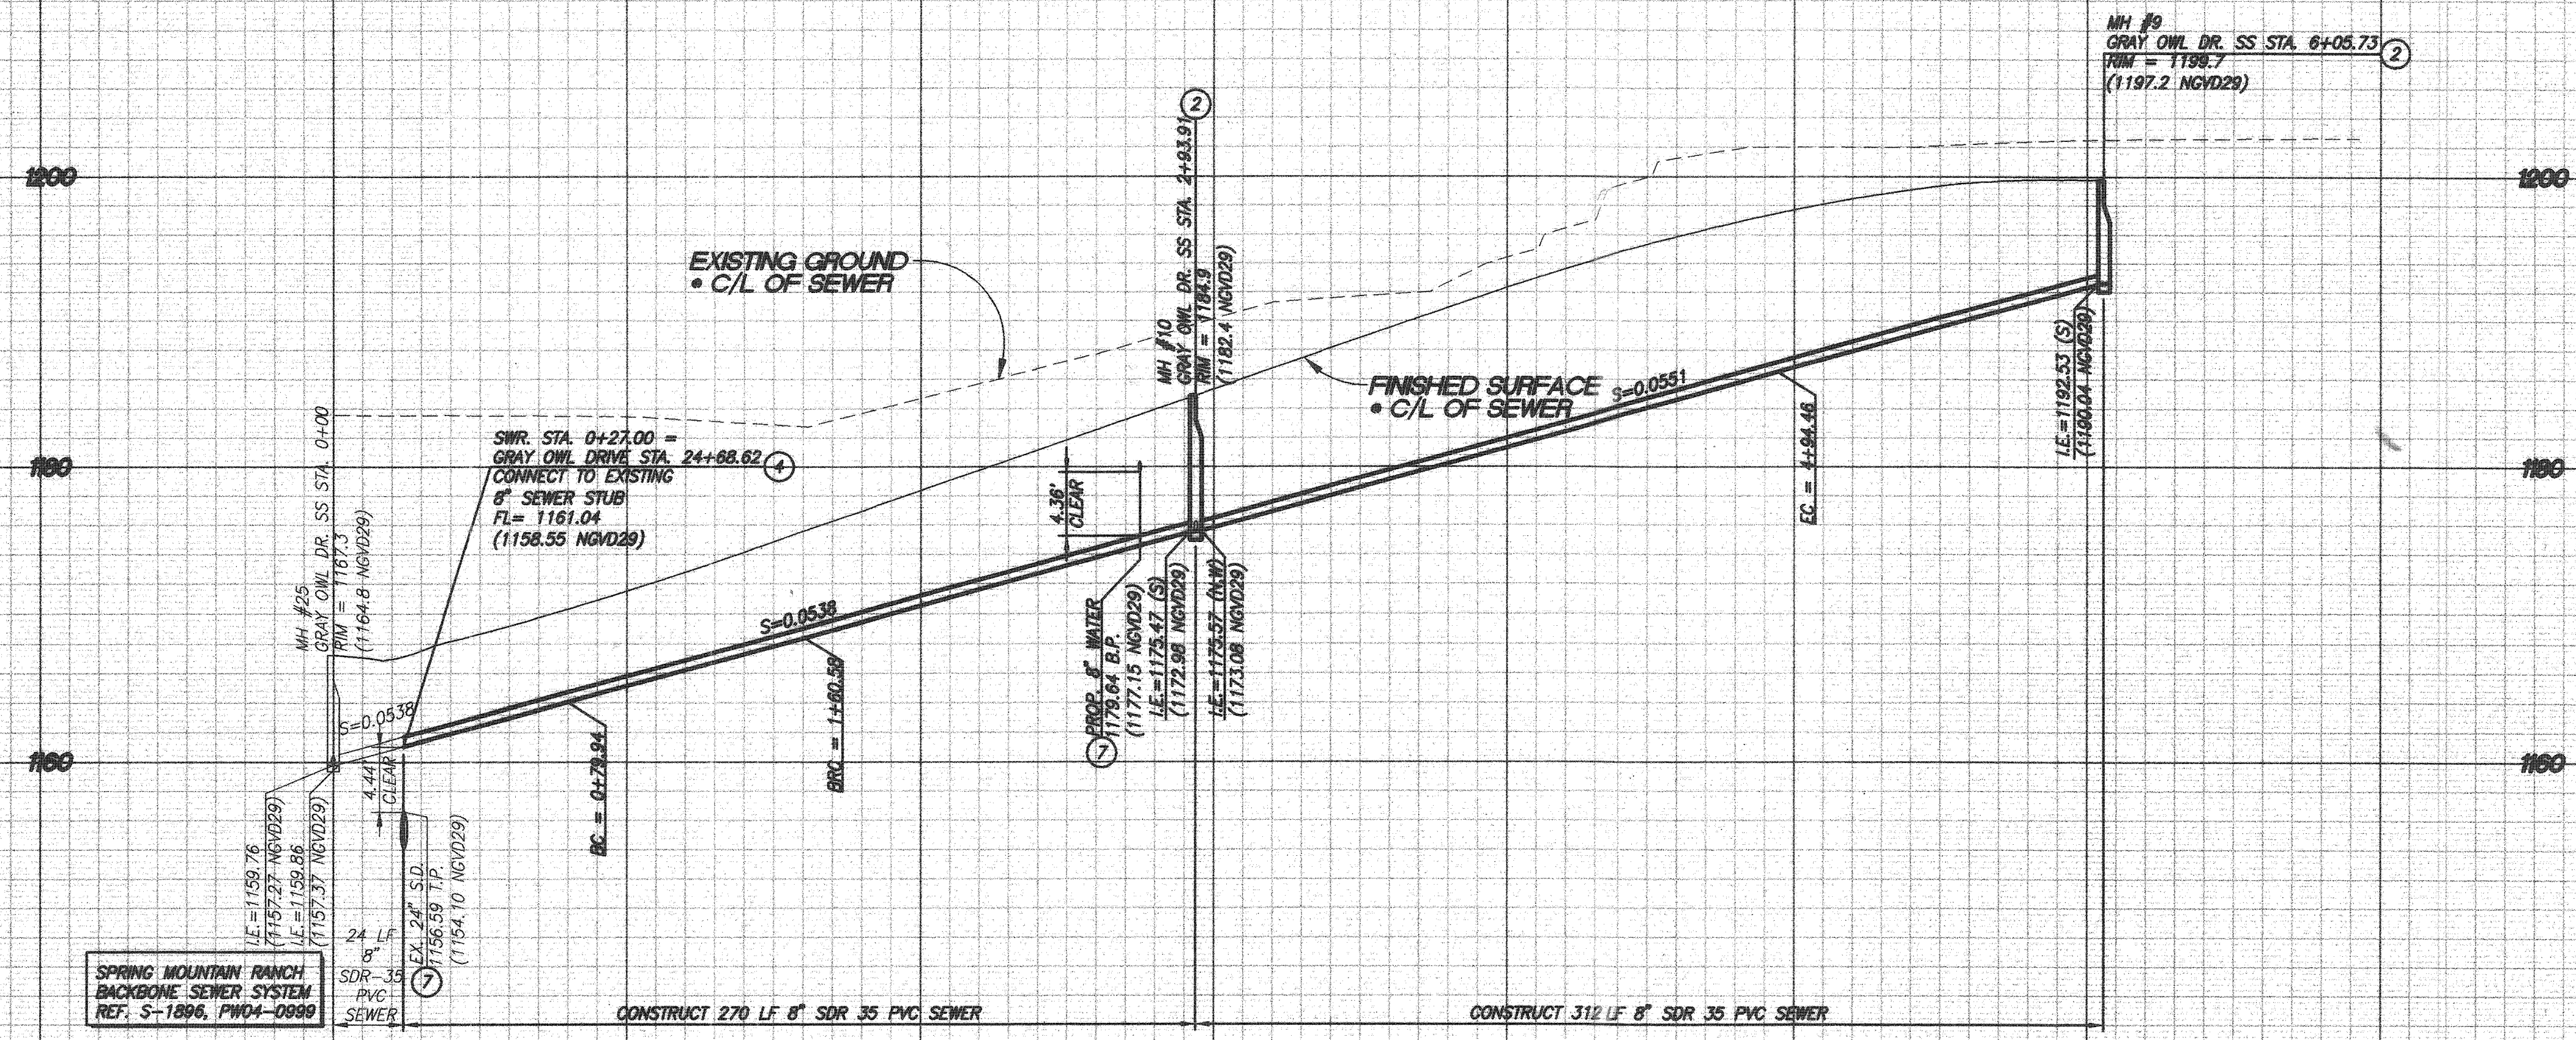 MH #9
GRAY OWL DR. SS STA. 6+05.73
RIM = 1199.7
(1197.2 NGVD29)
2
2
MH #10
GRAY OWL DR. SS STA. 2+93.91
RIM = 1184.9
(1182.4 NGVD29)
1200
1200
EXISTING GROUND
• C/L OF SEWER
FINISHED SURFACE
• C/L OF SEWER
S=0.0551
MH #25
GRAY OWL DR. SS STA. 0+00
RIM = 1167.3
(1164.8 NGVD29)
SWR. STA. 0+27.00 =
GRAY OWL DRIVE STA. 24+68.62
4
CONNECT TO EXISTING
8" SEWER STUB
FL= 1161.04
(1158.55 NGVD29)
1180
1180
4.36'
CLEAR
EC = 4+94.46
I.E.=1192.53 (S)
(1190.04 NGVD29)
S=0.0538
S=0.0538
BRC = 1+60.58
BC = 0+79.94
PROP. 8" WATER
1179.64 B.P.
(1177.15 NGVD29)
7
I.E.=1175.47 (S)
(1172.98 NGVD29)
I.E.=1175.57 (N.W)
(1173.08 NGVD29)
1160
1160
4.44'
CLEAR
I.E.=1159.76
(1157.27 NGVD29)
I.E.=1159.86
(1157.37 NGVD29)
24 LF
8"
SDR-35
PVC
SEWER
EX. 24" S.D.
1156.59 T.P.
(1154.10 NGVD29)
7
SPRING MOUNTAIN RANCH
BACKBONE SEWER SYSTEM
REF. S-1896, PW04-0999
CONSTRUCT 270 LF 8" SDR 35 PVC SEWER
CONSTRUCT 312 LF 8" SDR 35 PVC SEWER